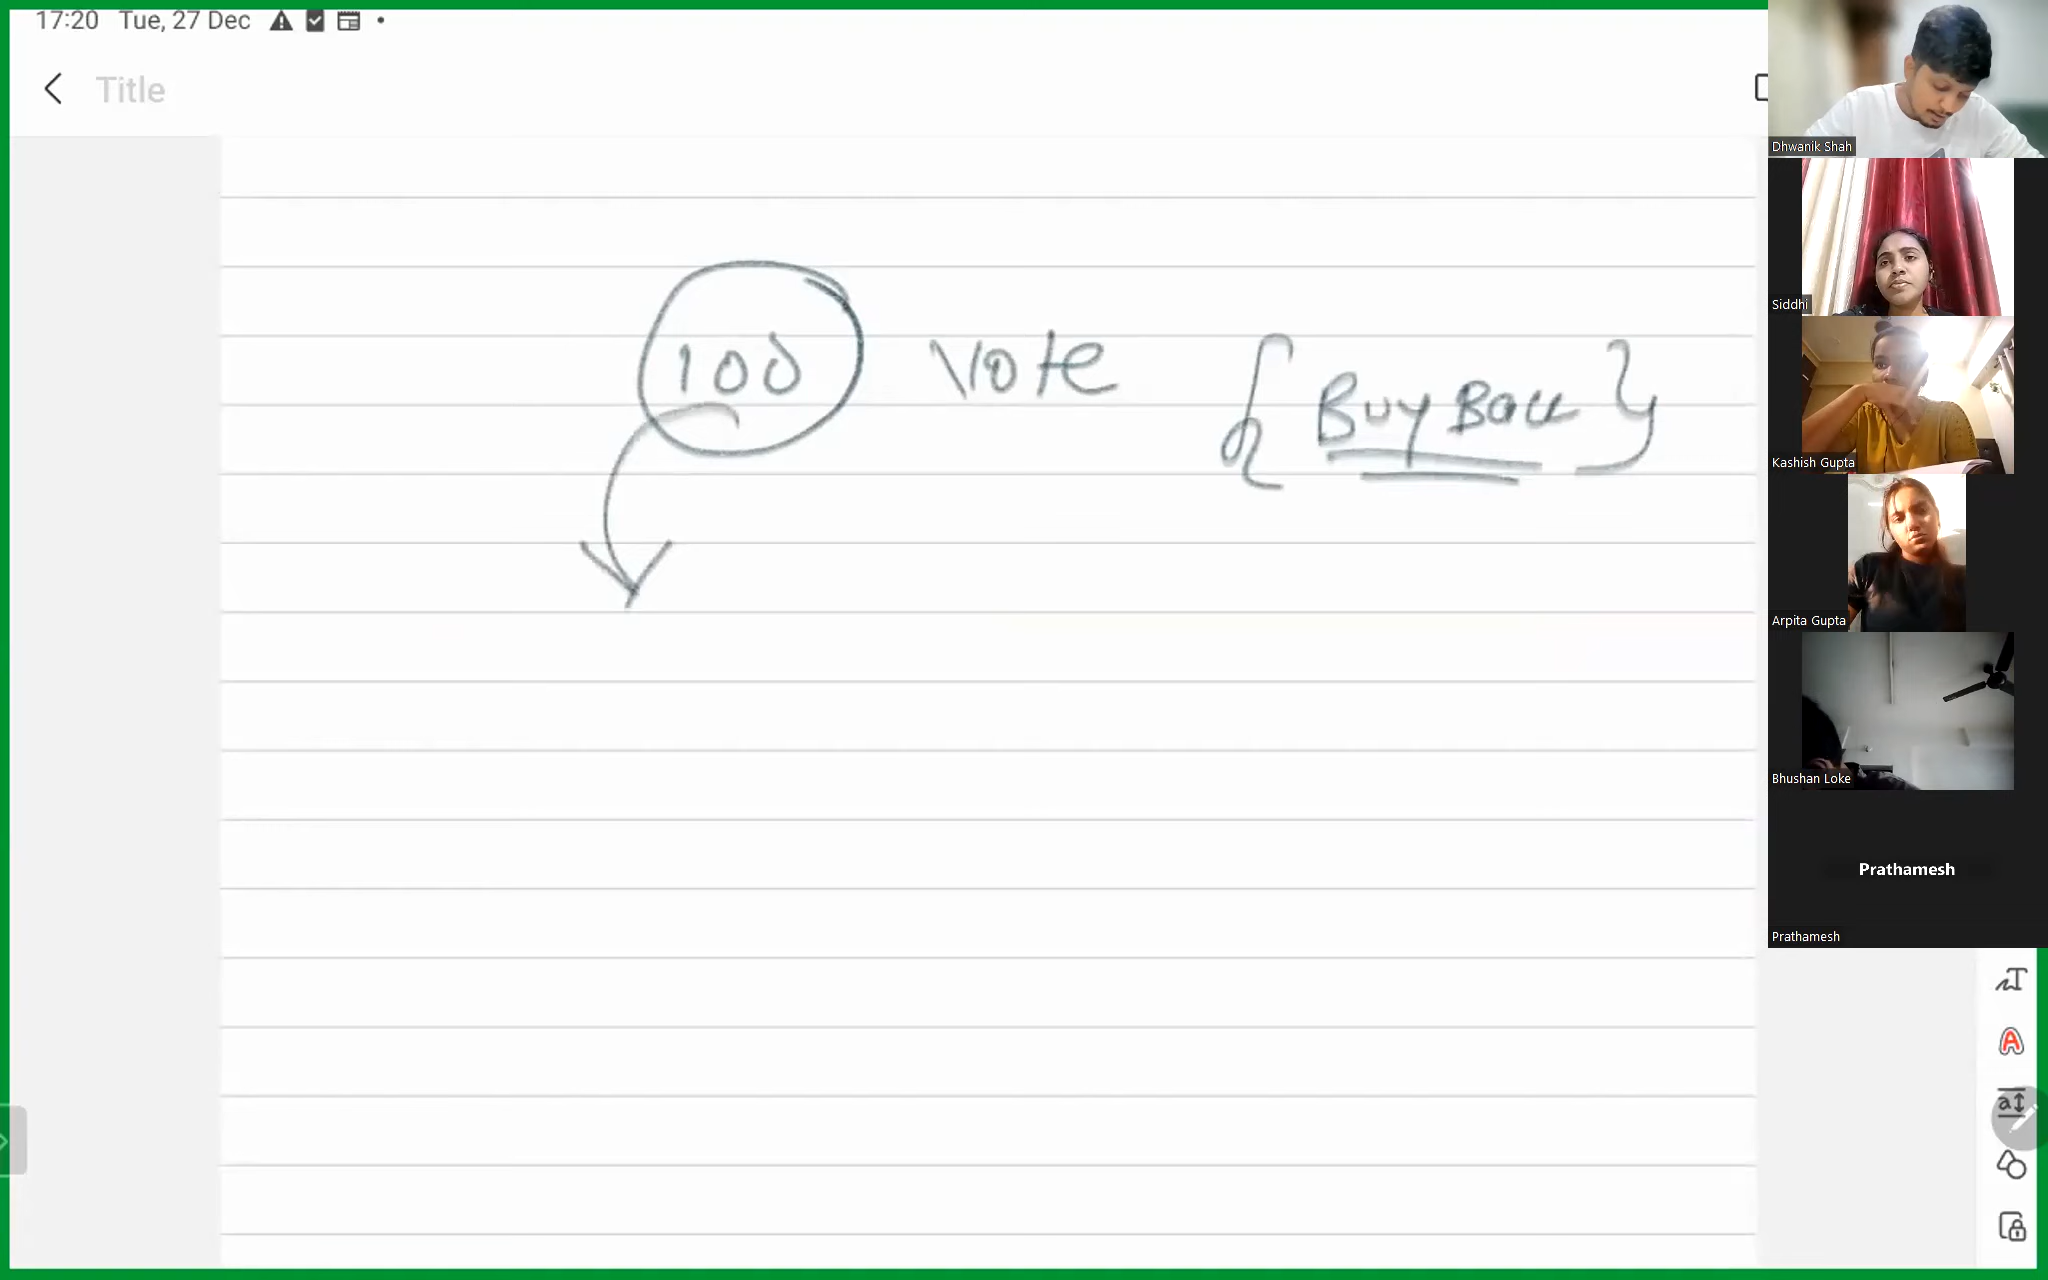 17:20 Tue, 27 Dec
Title
100 Vote { Buy Back }
Dhwanik Shah
Siddhi
Kashish Gupta
Arpita Gupta
Bhushan Loke
Prathamesh
Prathamesh